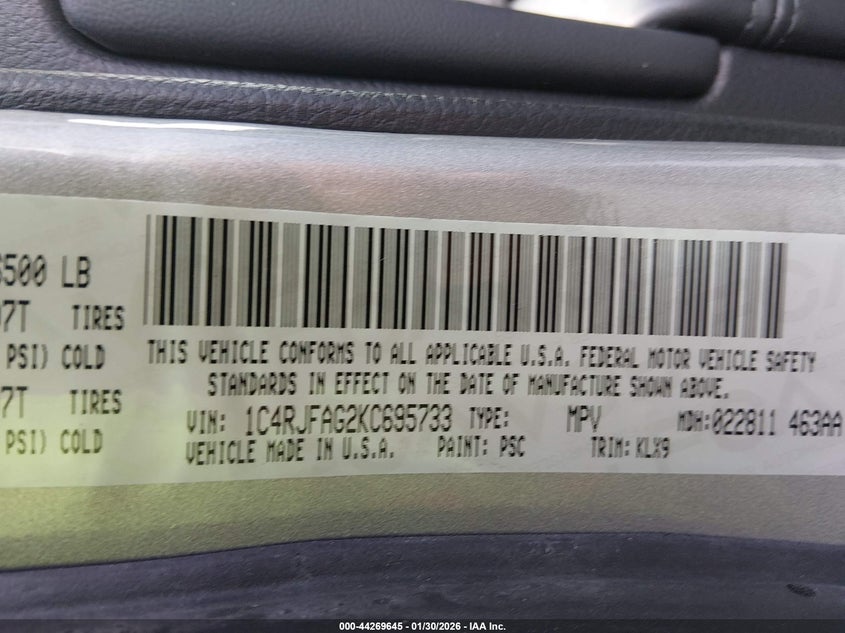 6500 LB
07T TIRES
PSI) COLD
7T TIRES
PSI) COLD
THIS VEHICLE CONFORMS TO ALL APPLICABLE U.S.A. FEDERAL MOTOR VEHICLE SAFETY
STANDARDS IN EFFECT ON THE DATE OF MANUFACTURE SHOWN ABOVE.
VIN: 1C4RJFAG2KC695733 TYPE: MPV MDH:022811 463AA
VEHICLE MADE IN U.S.A. PAINT: PSC TRIM: KLX9
000-44269645 - 01/30/2026 - IAA Inc.